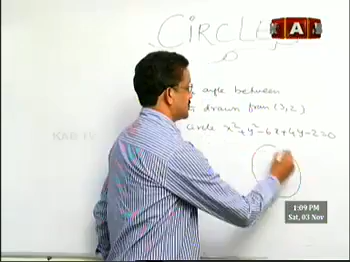 CIRCLE
A
angle between
drawn from (3,2)
circle x²+y²-6x+4y-2=0
1:09 PM
Sat, 03 Nov